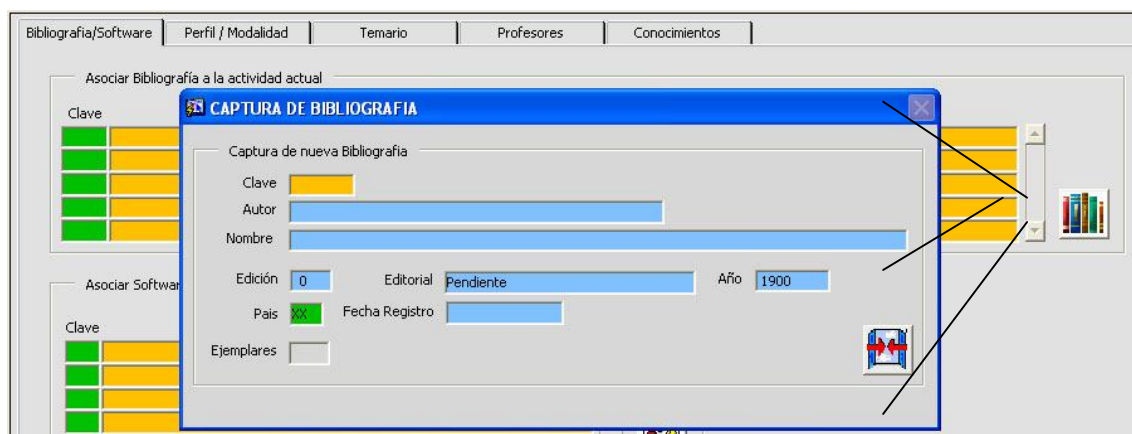 Bibliografia/Software Perfil / Modalidad Temario Profesores Conocimientos
Asociar Bibliografía a la actividad actual
Clave
CAPTURA DE BIBLIOGRAFIA
Captura de nueva Bibliografia
Clave
Autor
Nombre
Edición 0 Editorial Pendiente Año 1900
Pais XX Fecha Registro
Ejemplares
Asociar Softwar
Clave